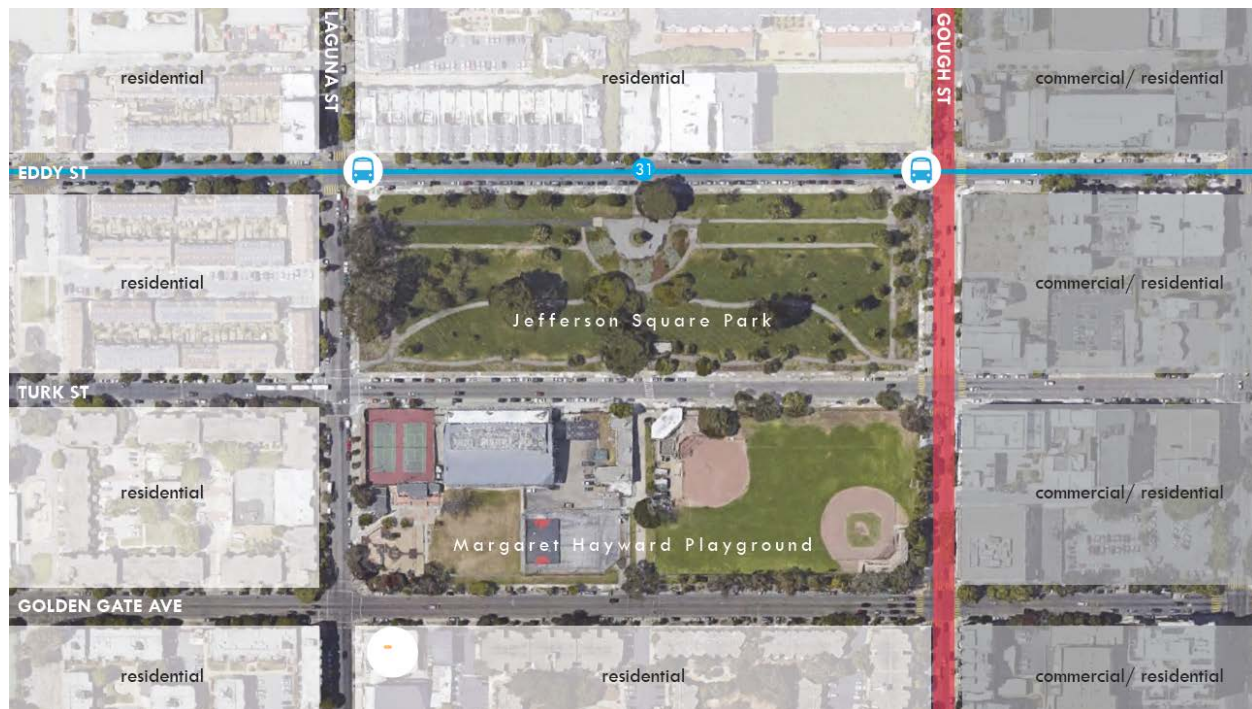 LAGUNA ST
GOUGH ST
residential
residential
commercial/ residential
EDDY ST
31
residential
commercial/ residential
Jefferson Square Park
TURK ST
residential
commercial/ residential
Margaret Hayward Playground
GOLDEN GATE AVE
residential
residential
commercial/ residential